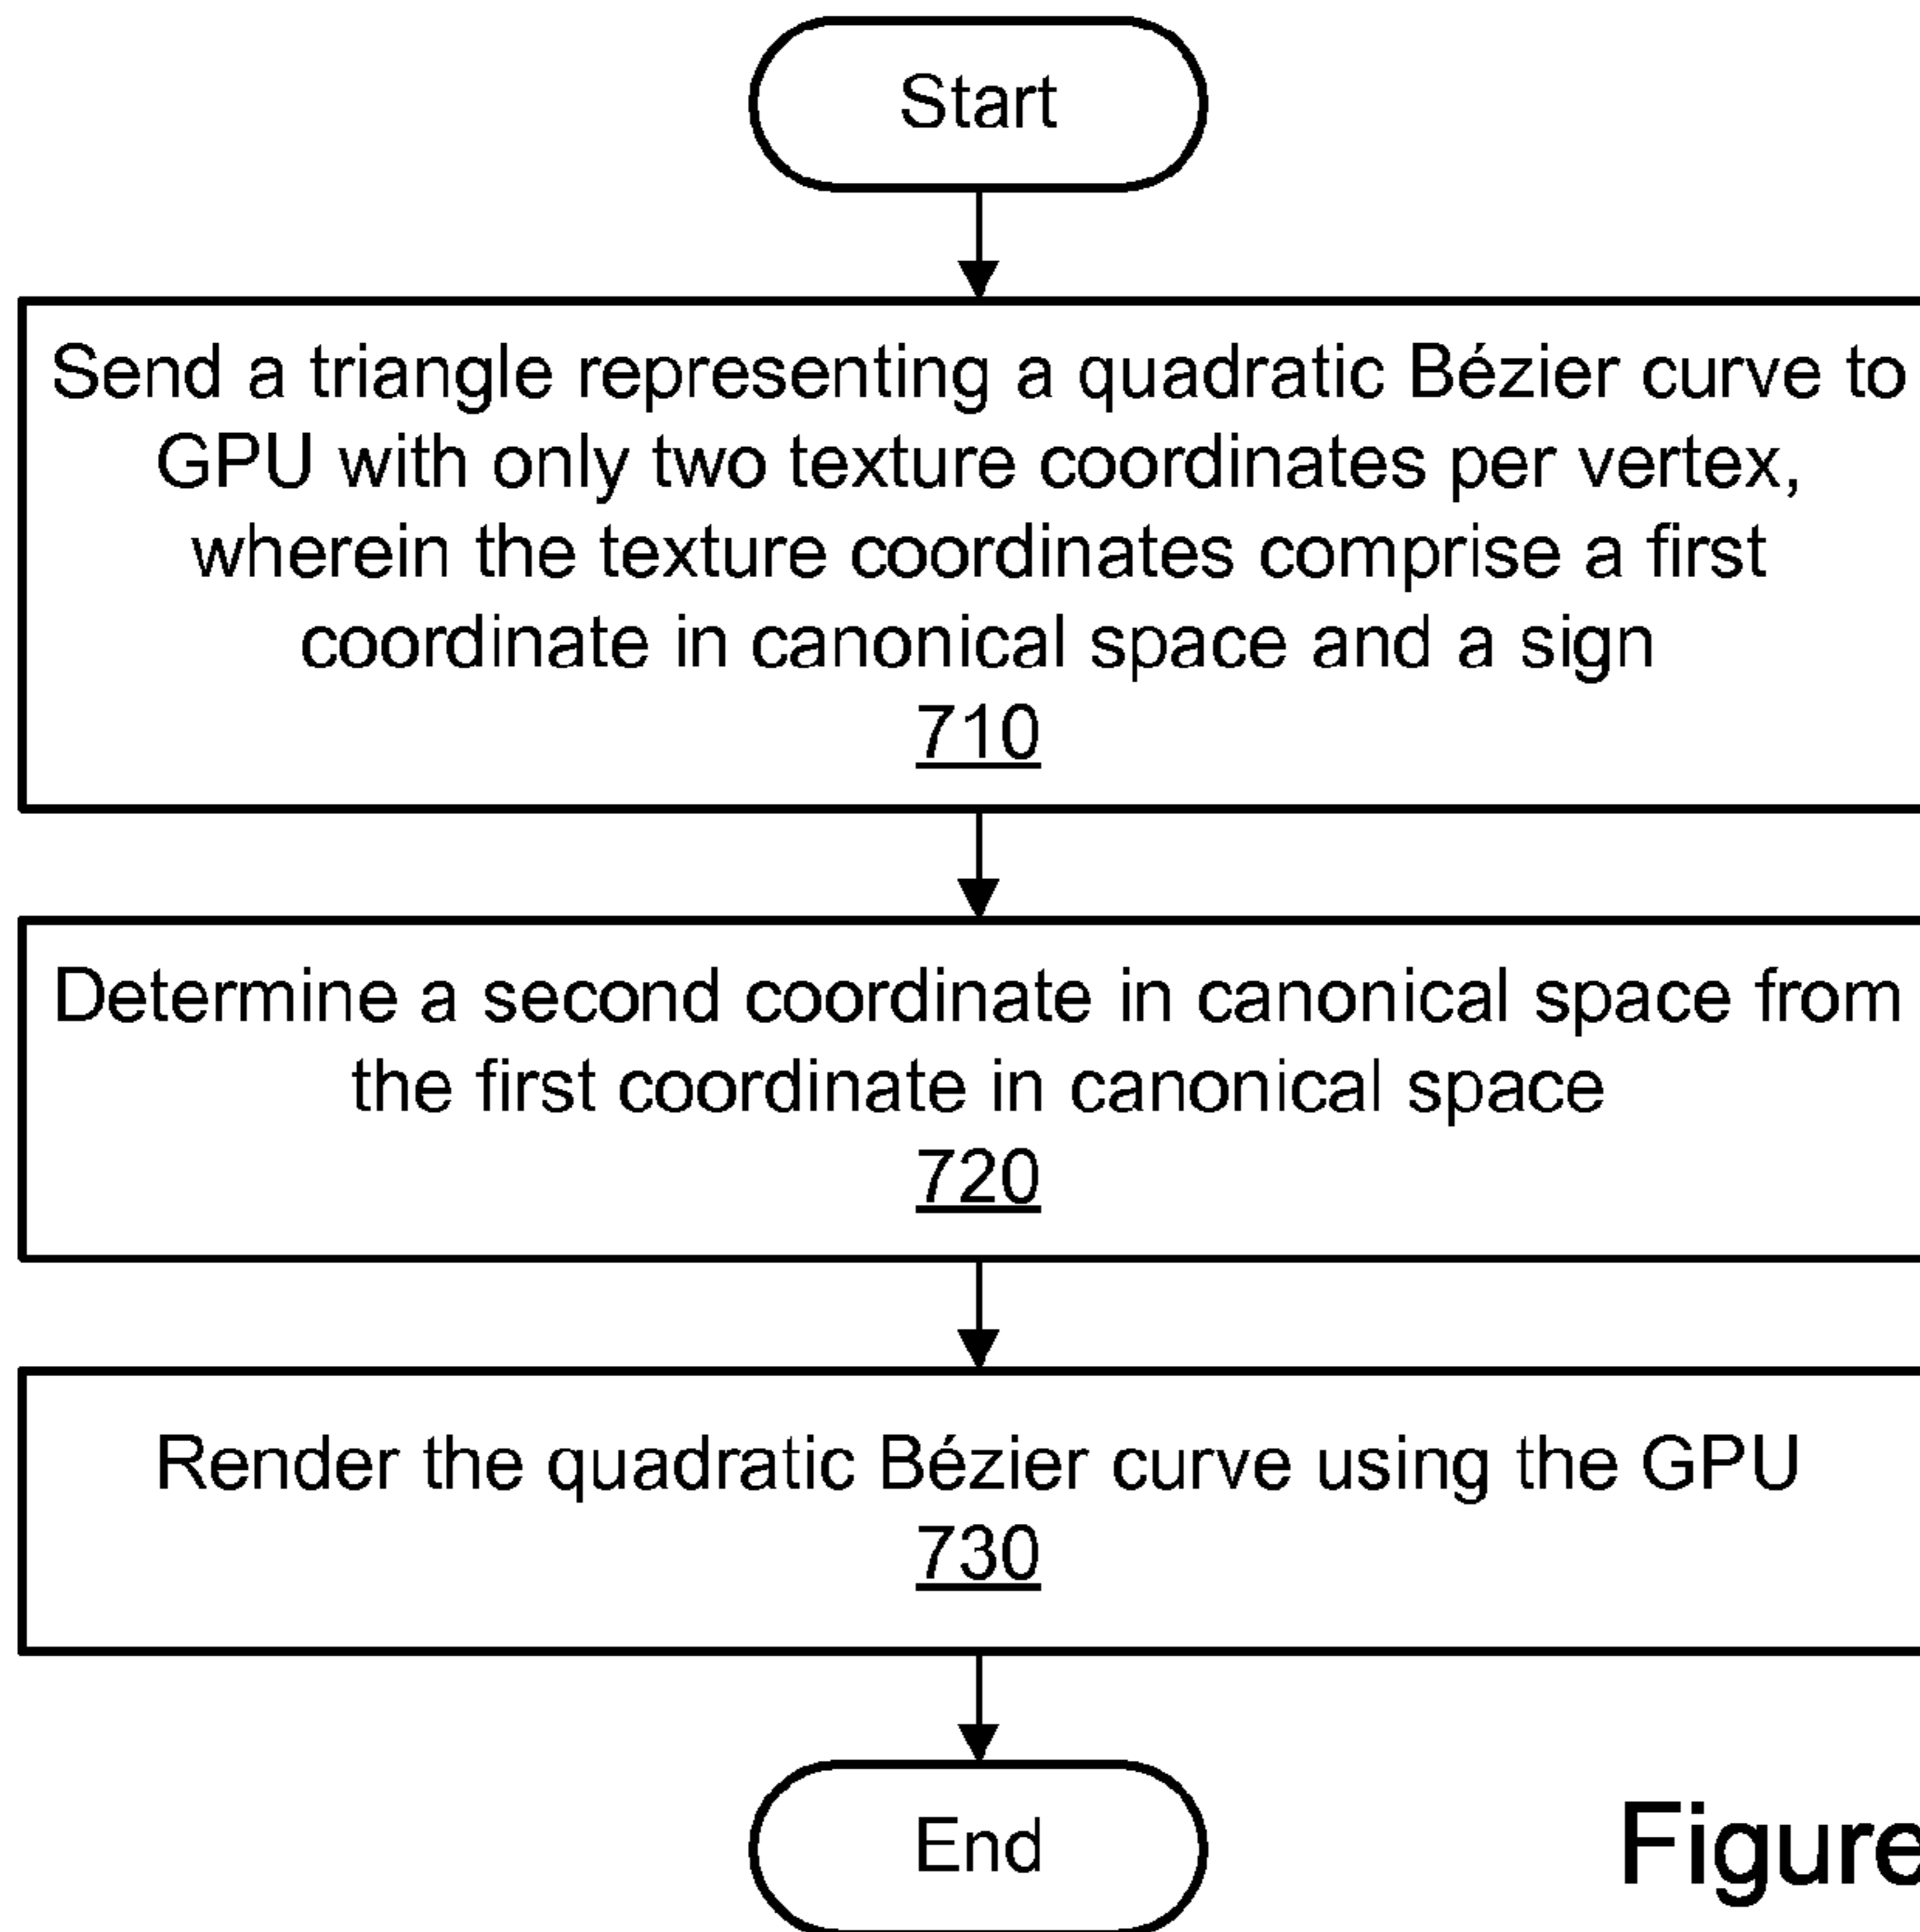 Start
Send a triangle representing a quadratic Bézier curve to
GPU with only two texture coordinates per vertex,
wherein the texture coordinates comprise a first
coordinate in canonical space and a sign
710
Determine a second coordinate in canonical space from
the first coordinate in canonical space
720
Render the quadratic Bézier curve using the GPU
730
End
Figure